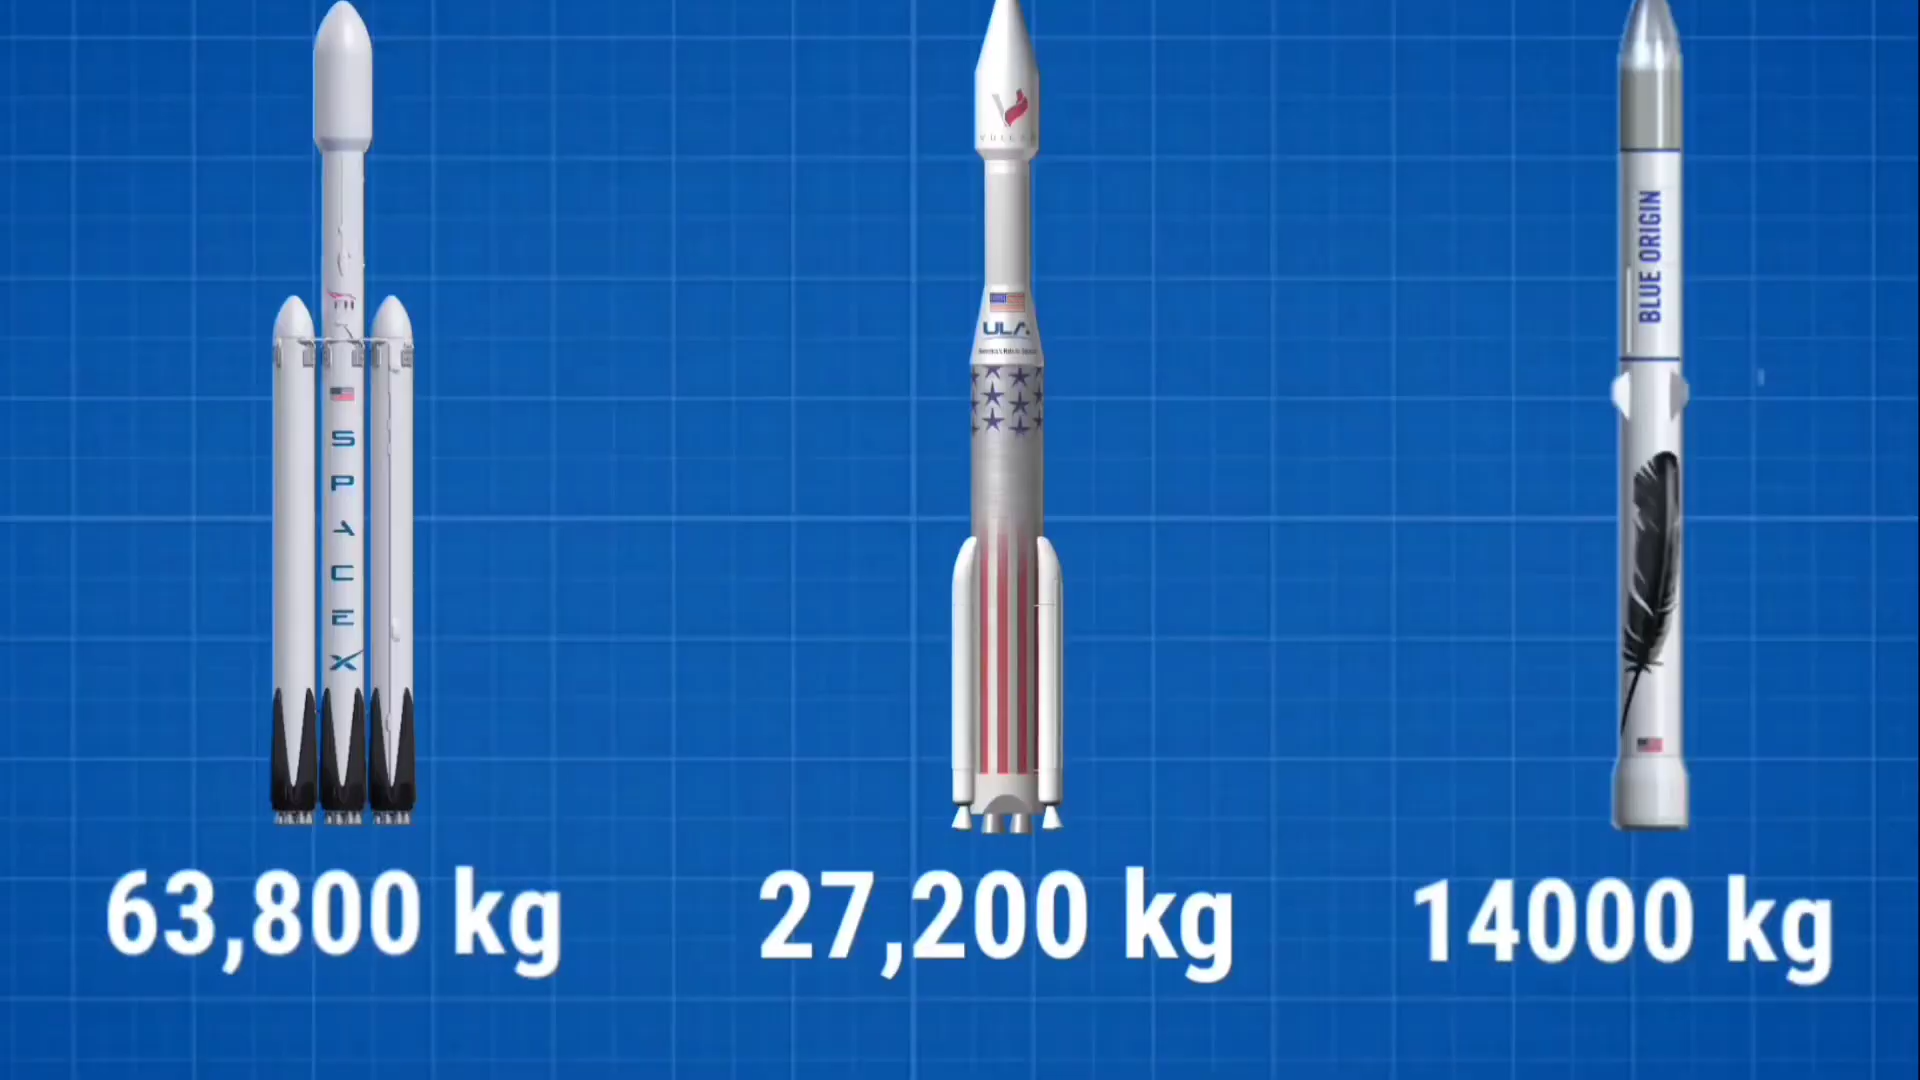 VULCAN
ULA
SPACEX
BLUE ORIGIN
63,800 kg
27,200 kg
14000 kg